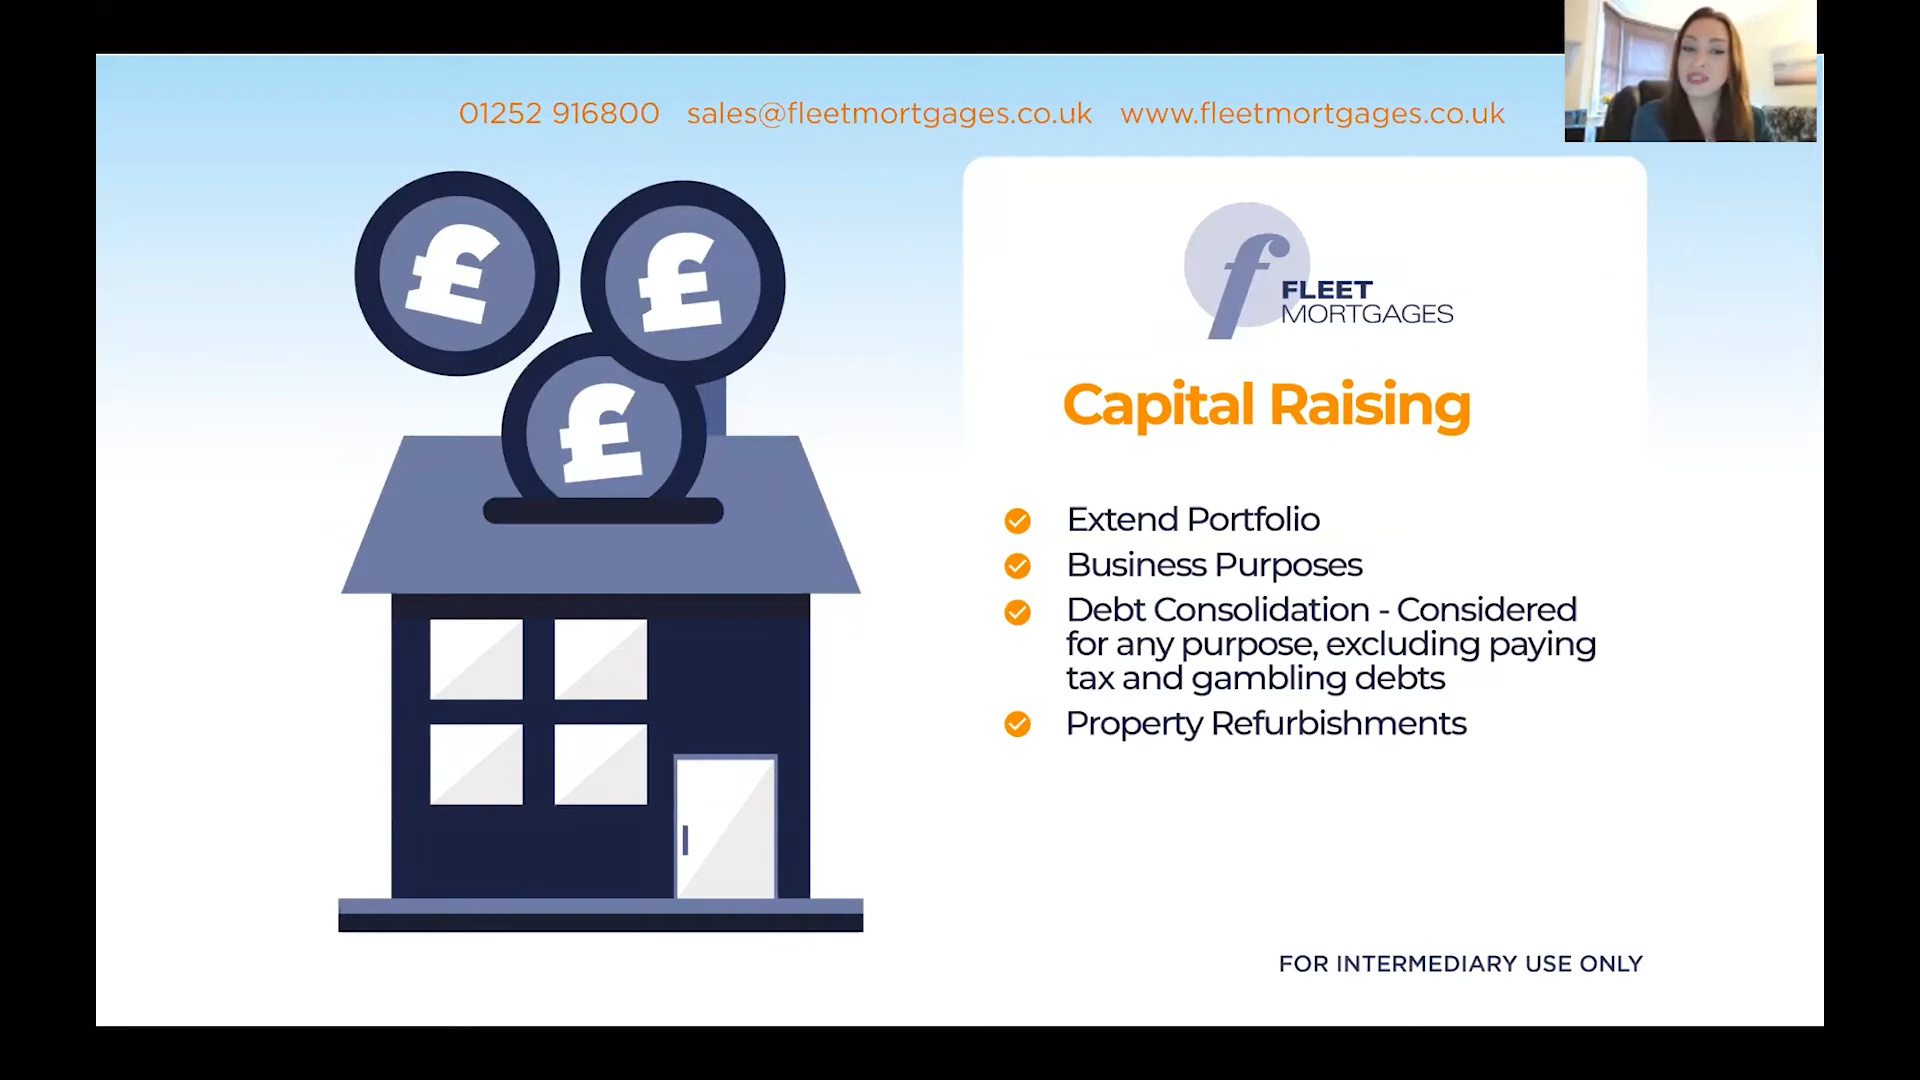 01252 916800 sales@fleetmortgages.co.uk www.fleetmortgages.co.uk
£
£
£
f
FLEET
MORTGAGES
Capital Raising
Extend Portfolio
Business Purposes
Debt Consolidation - Considered
for any purpose, excluding paying
tax and gambling debts
Property Refurbishments
FOR INTERMEDIARY USE ONLY